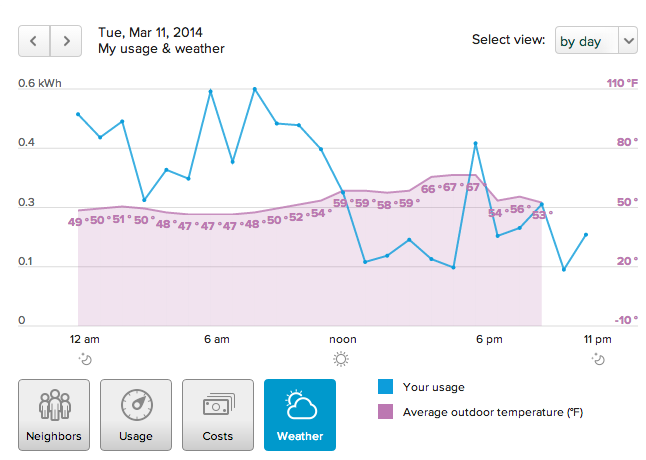 Tue, Mar 11, 2014
My usage & weather
Select view: by day
0.6 kWh 110 °F
0.4 80 °
0.3 50 °
0.1 20 °
0 -10 °
49° 50° 51° 50° 48° 47° 47° 47° 48° 50° 52° 54° 59° 59° 58° 59° 66° 67° 67° 54° 56° 53°
12 am 6 am noon 6 pm 11 pm
Neighbors Usage Costs Weather
Your usage
Average outdoor temperature (°F)